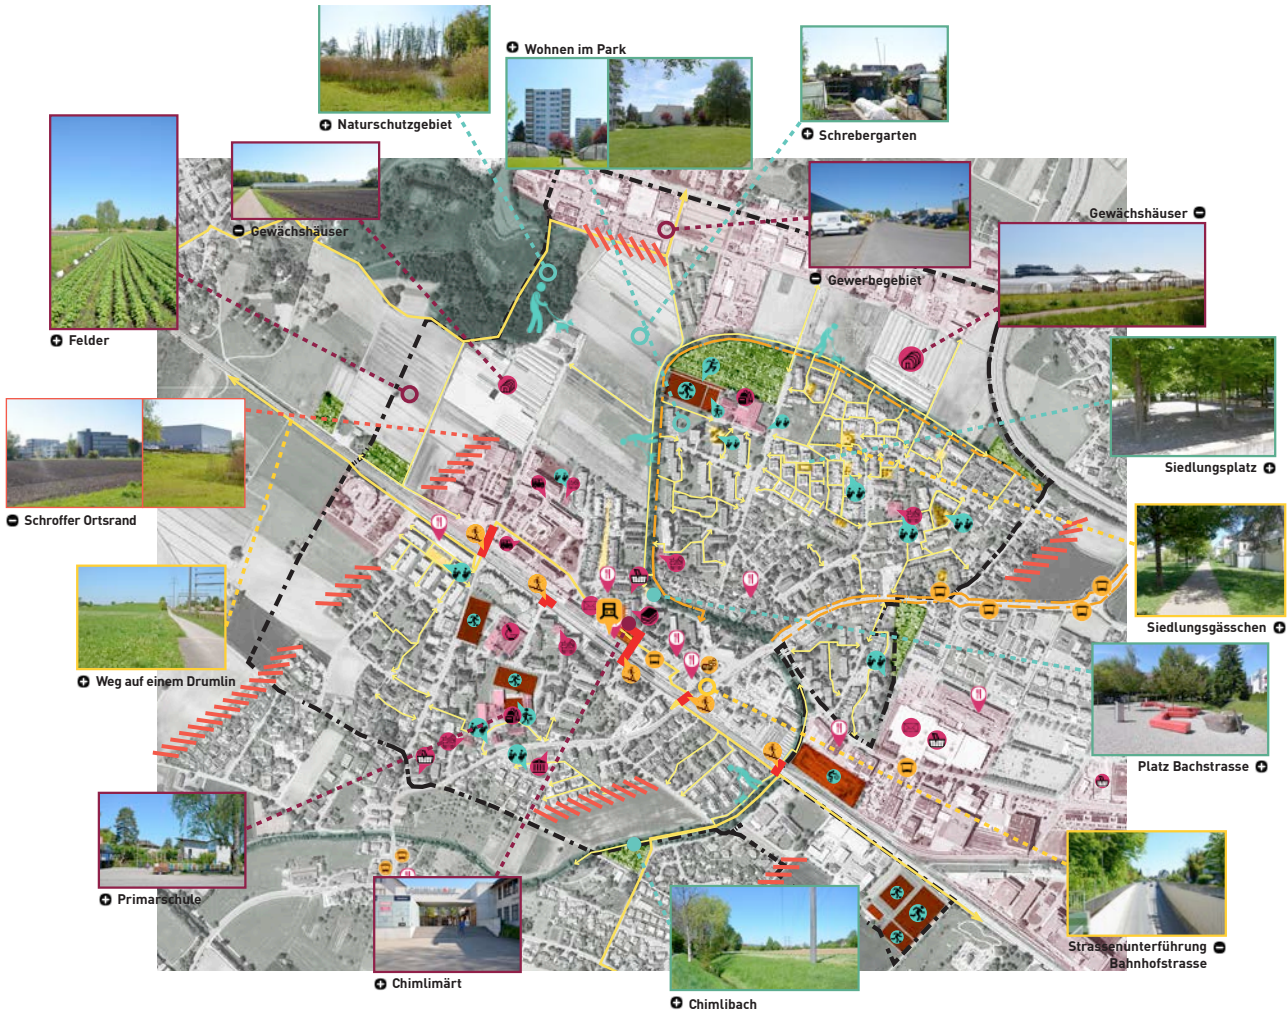 Wohnen im Park
Naturschutzgebiet
Schrebergarten
Gewächshäuser
Gewächshäuser
Gewerbegebiet
Felder
Siedlungsplatz
Schroffer Ortsrand
Siedlungsgässchen
Weg auf einem Drumlin
Platz Bachstrasse
Primarschule
Strassenunterführung
Bahnhofstrasse
Chimlimärt
Chimlibach